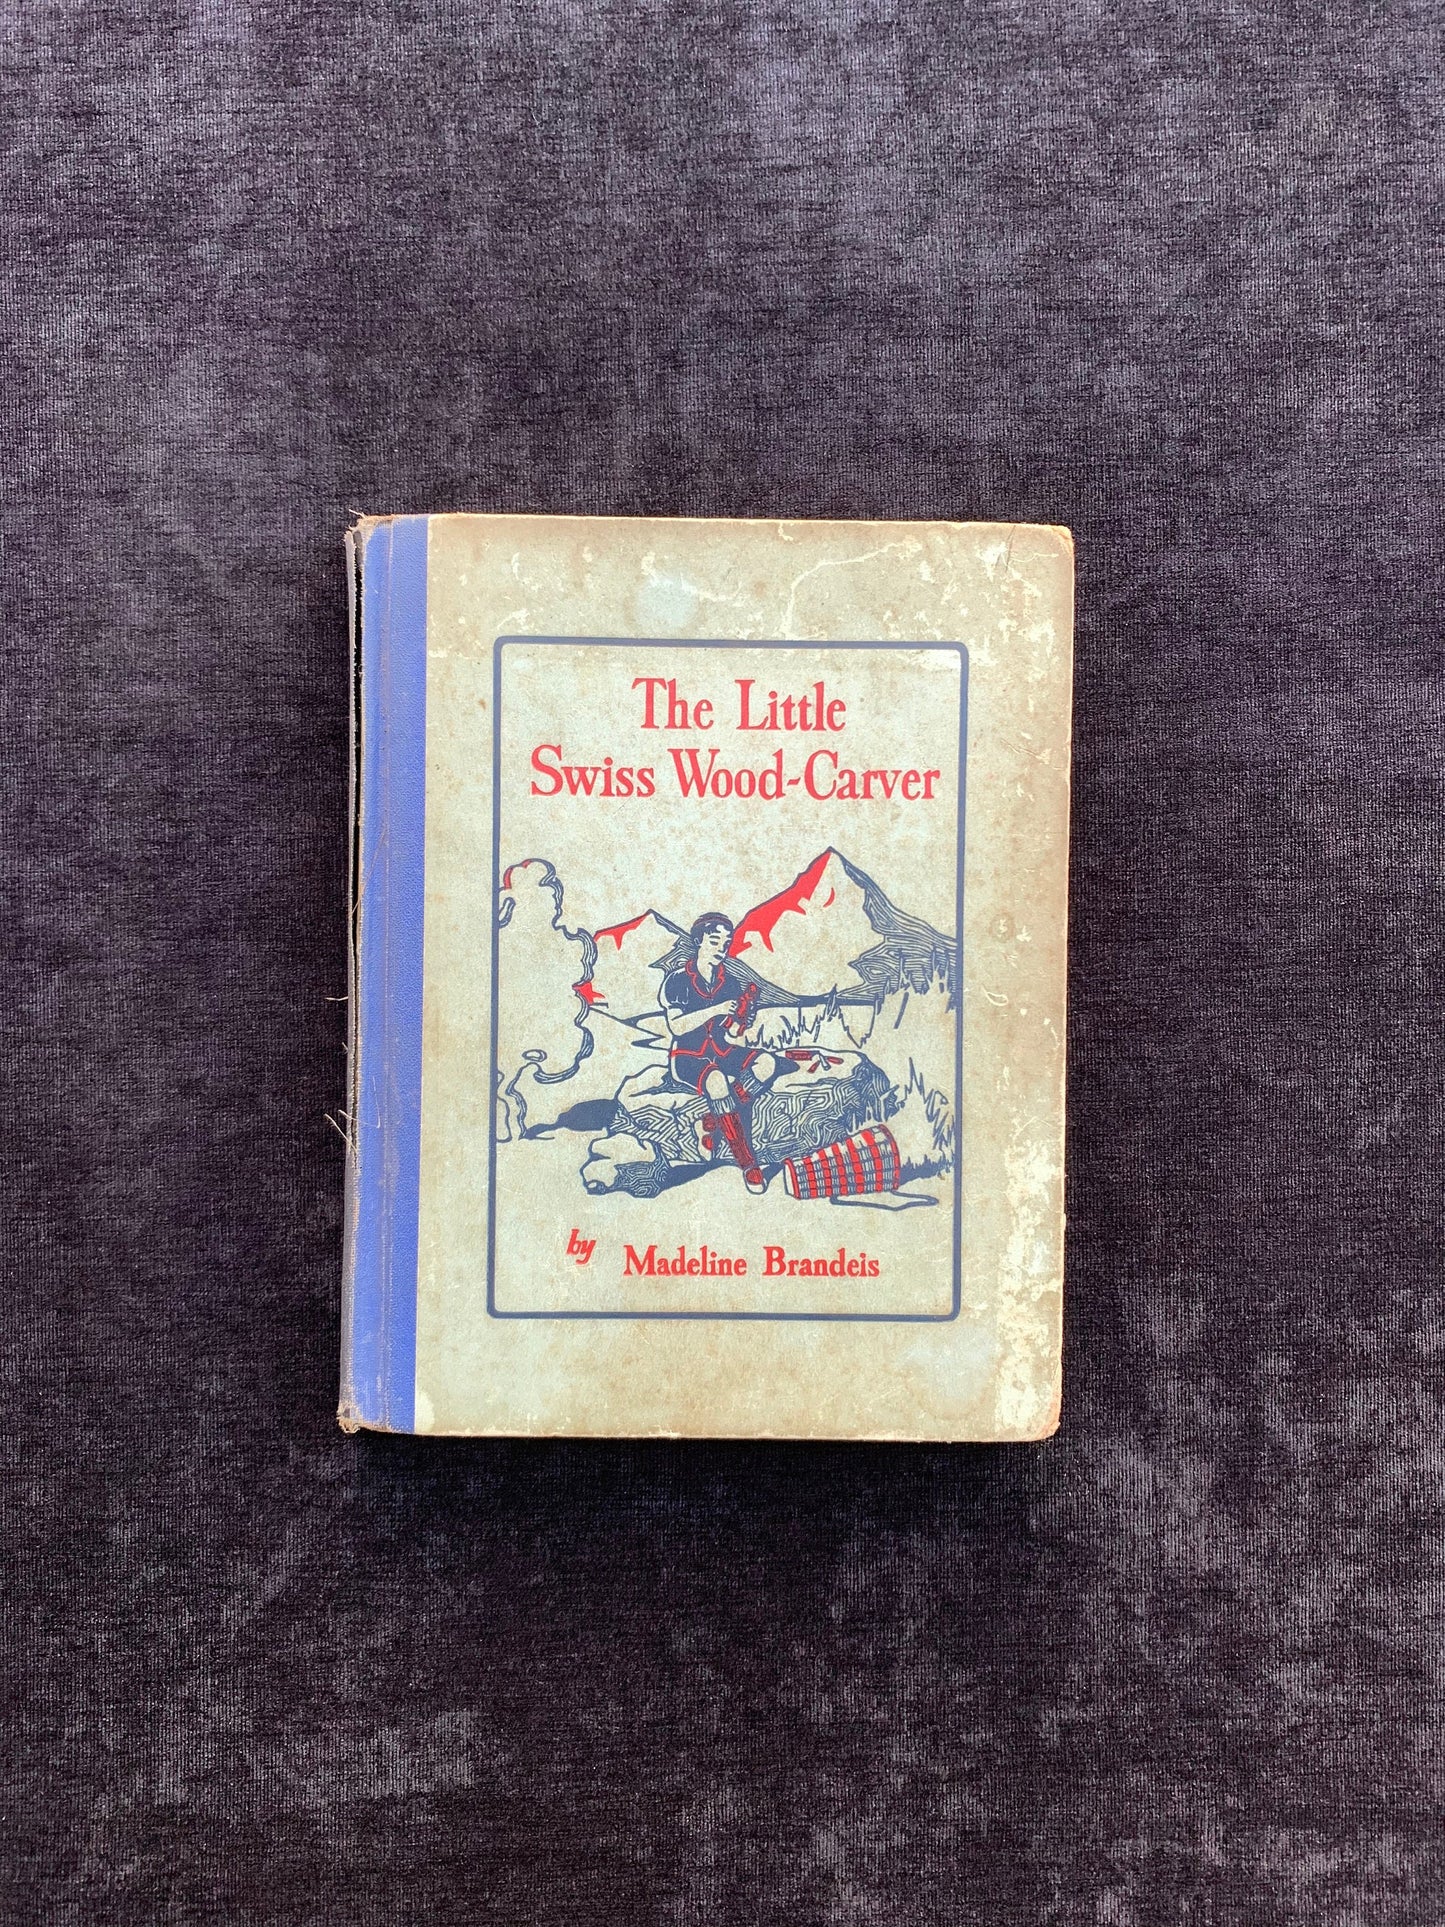 The Little
Swiss Wood-Carver
by Madeline Brandeis